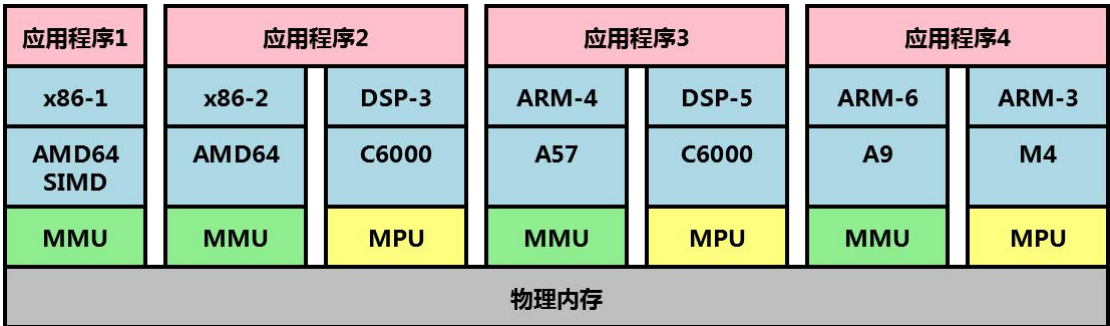 应用程序1 应用程序2 应用程序3 应用程序4
x86-1 x86-2 DSP-3 ARM-4 DSP-5 ARM-6 ARM-3
AMD64 AMD64 C6000 A57 C6000 A9 M4
SIMD
MMU MMU MPU MMU MPU MMU MPU
物理内存